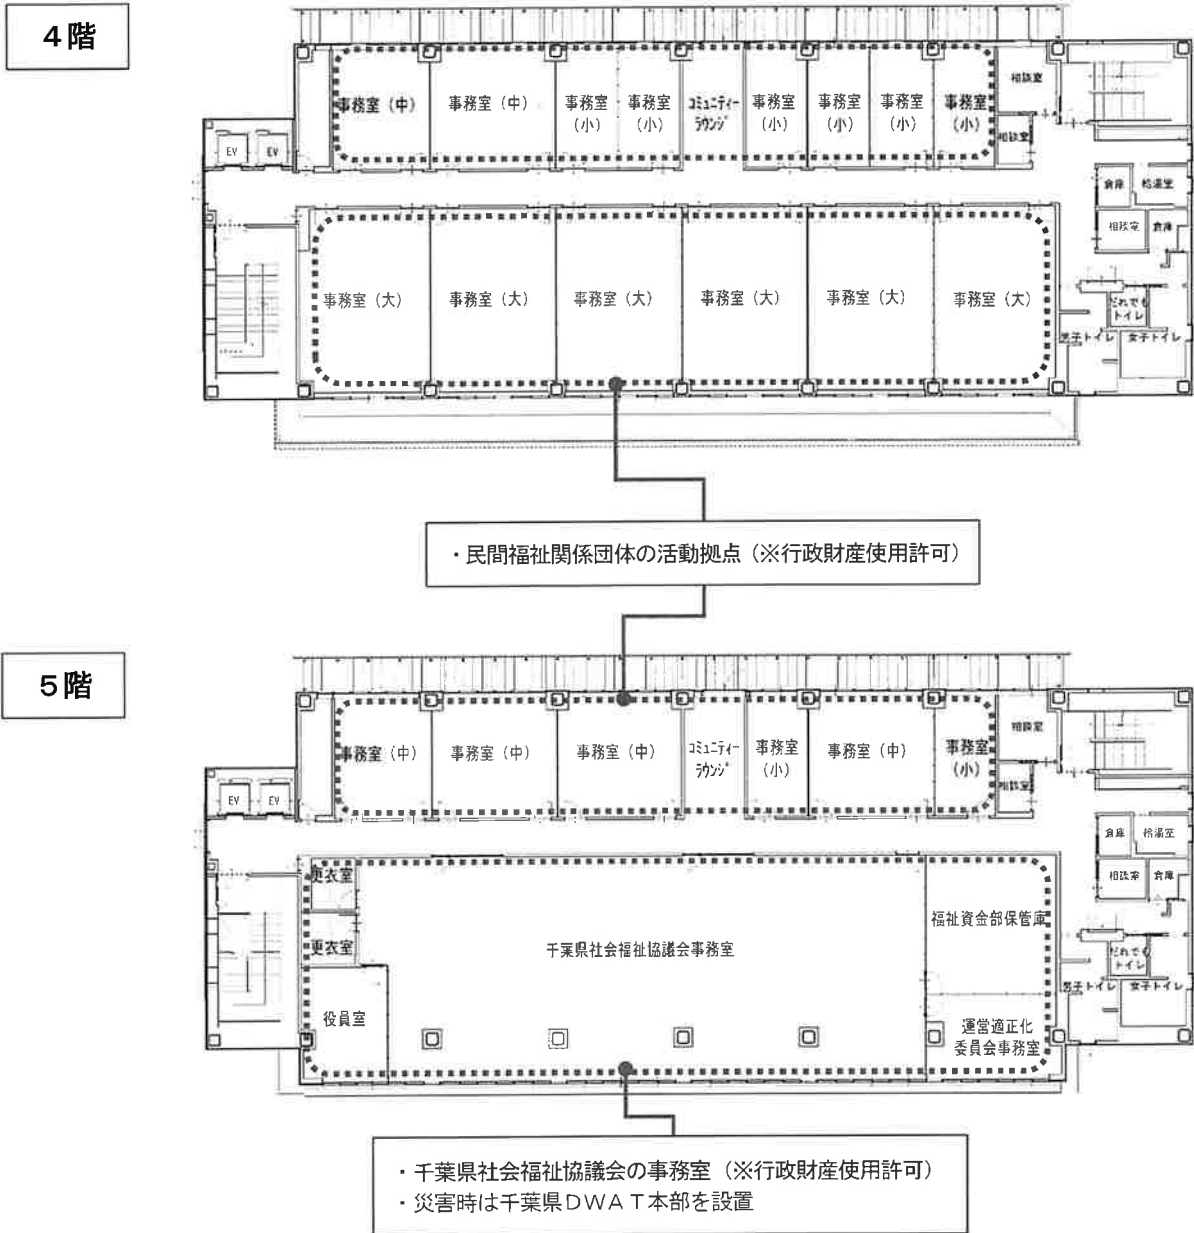 4階
事務室（中）
事務室（中）
事務室
（小）
事務室
（小）
コミュニティー
ラウンジ
事務室
（小）
事務室
（小）
事務室
（小）
事務室
（小）
相談室
相談室
EV
EV
倉庫
給湯室
相談室
倉庫
事務室（大）
事務室（大）
事務室（大）
事務室（大）
事務室（大）
事務室（大）
だれでも
トイレ
男子トイレ
女子トイレ
・民間福祉関係団体の活動拠点（※行政財産使用許可）
5階
事務室（中）
事務室（中）
事務室（中）
コミュニティー
ラウンジ
事務室
（小）
事務室（中）
事務室
（小）
相談室
相談室
EV
EV
倉庫
給湯室
相談室
倉庫
更衣室
更衣室
役員室
千葉県社会福祉協議会事務室
福祉資金部保管庫
運営適正化
委員会事務室
だれでも
トイレ
男子トイレ
女子トイレ
・千葉県社会福祉協議会の事務室（※行政財産使用許可）
・災害時は千葉県DWAT本部を設置